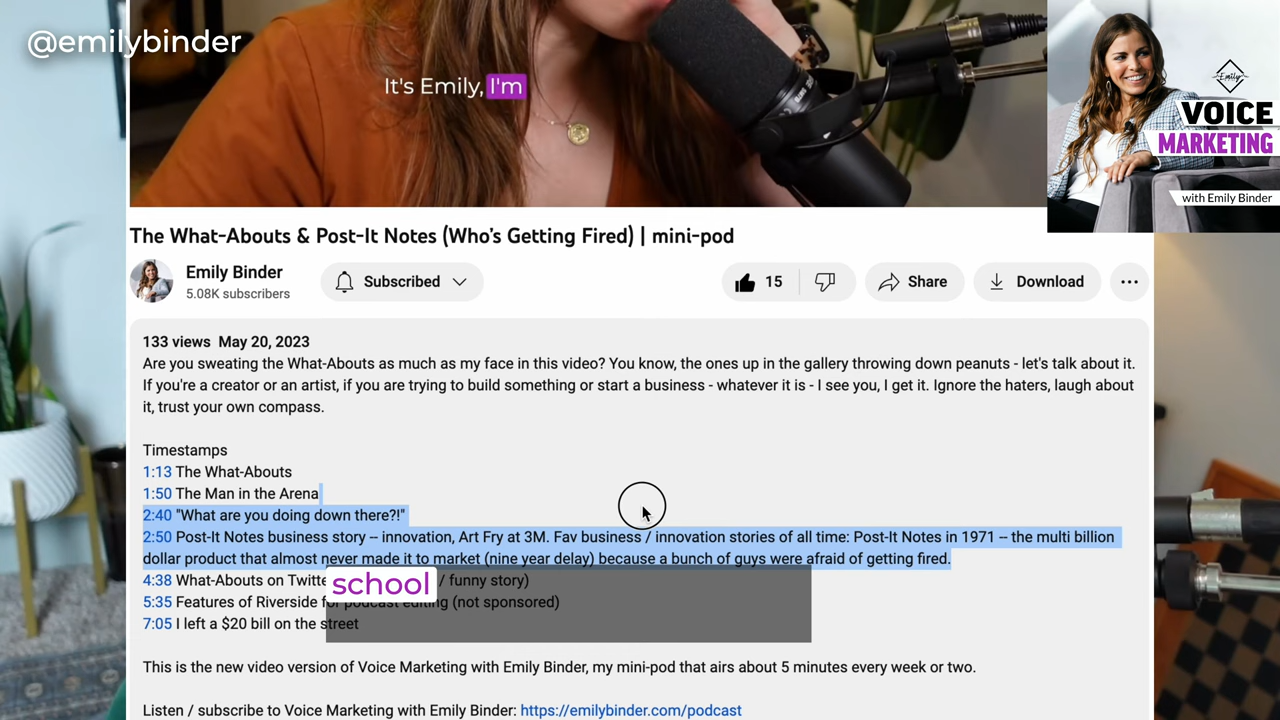 @emilybinder
It's Emily, I'm
Emily
VOICE
MARKETING
with Emily Binder
The What-Abouts & Post-It Notes (Who's Getting Fired) | mini-pod
Emily Binder
5.08K subscribers
Subscribed
15
Share
Download
133 views May 20, 2023
Are you sweating the What-Abouts as much as my face in this video? You know, the ones up in the gallery throwing down peanuts - let's talk about it.
If you're a creator or an artist, if you are trying to build something or start a business - whatever it is - I see you, I get it. Ignore the haters, laugh about
it, trust your own compass.
Timestamps
1:13 The What-Abouts
1:50 The Man in the Arena
2:40 "What are you doing down there?!"
2:50 Post-It Notes business story -- innovation, Art Fry at 3M. Fav business / innovation stories of all time: Post-It Notes in 1971 -- the multi billion
dollar product that almost never made it to market (nine year delay) because a bunch of guys were afraid of getting fired.
4:38 What-Abouts on Twitte / funny story)
school
5:35 Features of Riverside for podcast editing (not sponsored)
7:05 I left a $20 bill on the street
This is the new video version of Voice Marketing with Emily Binder, my mini-pod that airs about 5 minutes every week or two.
Listen / subscribe to Voice Marketing with Emily Binder: https://emilybinder.com/podcast